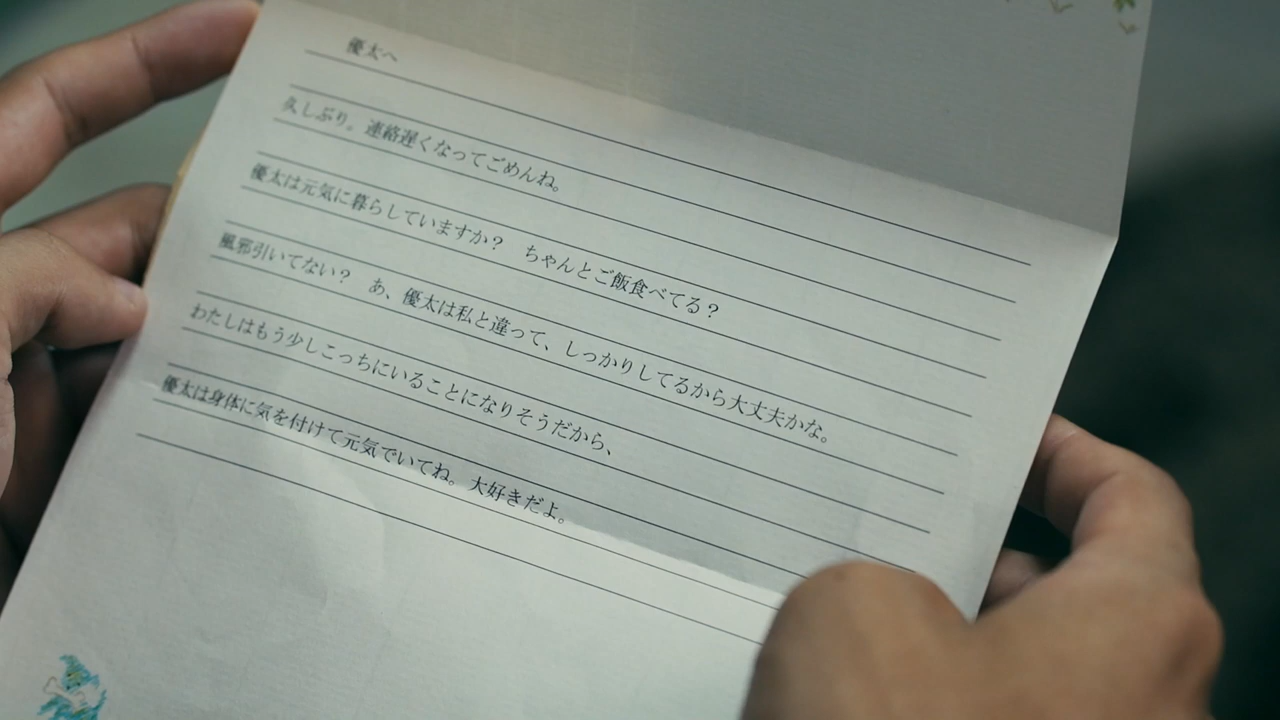 優太へ
久しぶり。連絡遅くなってごめんね。
優太は元気に暮らしていますか？　ちゃんとご飯食べてる？
風邪引いてない？　あ、優太は私と違って、しっかりしてるから大丈夫かな。
わたしはもう少しこっちにいることになりそうだから、
優太は身体に気を付けて元気でいてね。大好きだよ。